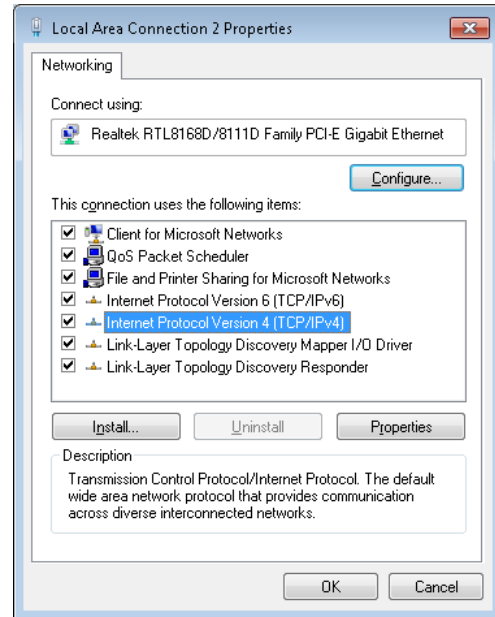 Local Area Connection 2 Properties
Networking
Connect using:
Realtek RTL8168D/8111D Family PCI-E Gigabit Ethernet
Configure...
This connection uses the following items:
Client for Microsoft Networks
QoS Packet Scheduler
File and Printer Sharing for Microsoft Networks
Internet Protocol Version 6 (TCP/IPv6)
Internet Protocol Version 4 (TCP/IPv4)
Link-Layer Topology Discovery Mapper I/O Driver
Link-Layer Topology Discovery Responder
Install... Uninstall Properties
Description
Transmission Control Protocol/Internet Protocol. The default
wide area network protocol that provides communication
across diverse interconnected networks.
OK Cancel